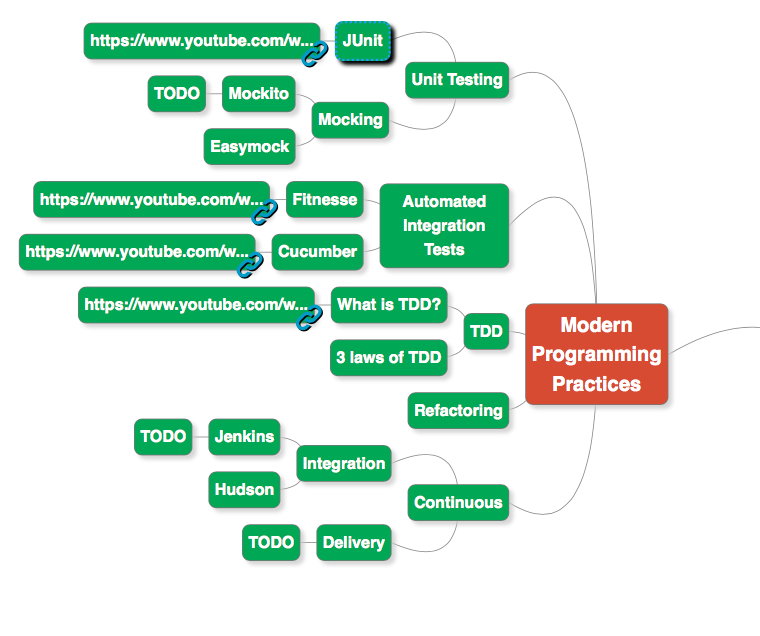 https://www.youtube.com/w...
JUnit
Unit Testing
TODO
Mockito
Mocking
Easymock
https://www.youtube.com/w...
Fitnesse
Automated
Integration
Tests
https://www.youtube.com/w...
Cucumber
https://www.youtube.com/w...
What is TDD?
TDD
3 laws of TDD
Modern
Programming
Practices
Refactoring
TODO
Jenkins
Integration
Hudson
Continuous
TODO
Delivery